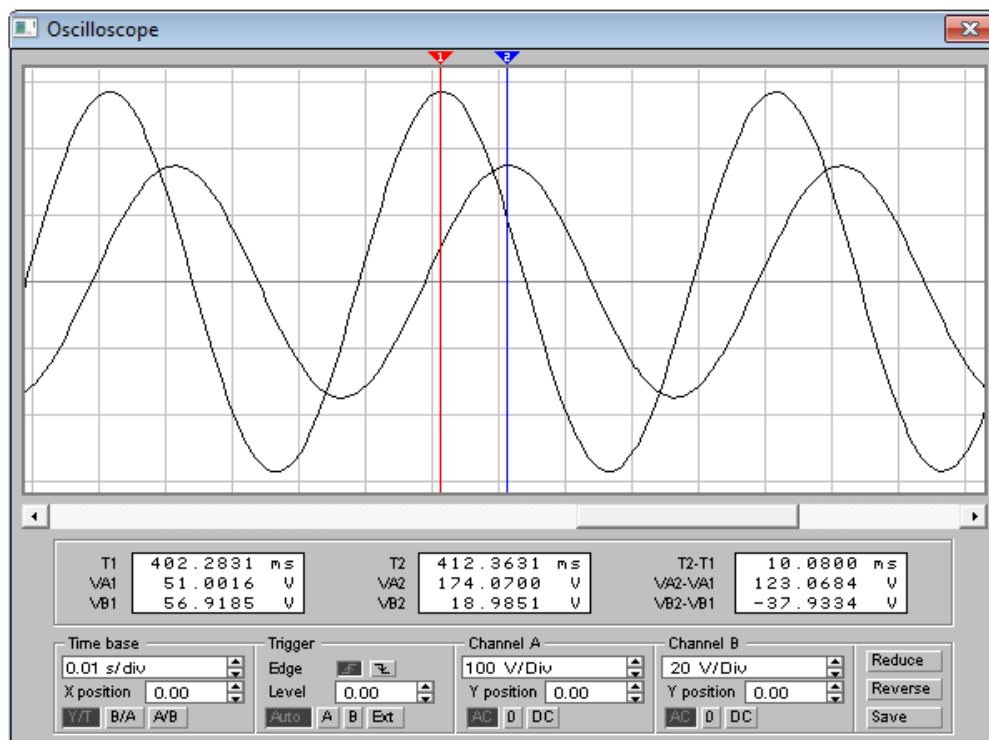 Oscilloscope
1 2
T1 402.2831 ms T2 412.3631 ms T2-T1 10.0800 ms
VA1 51.0016 V VA2 174.0700 V VA2-VA1 123.0684 V
VB1 56.9185 V VB2 18.9851 V VB2-VB1 -37.9334 V
Time base Trigger Channel A Channel B
0.01 s/div Edge 100 V/Div 20 V/Div Reduce
X position 0.00 Level 0.00 Y position 0.00 Y position 0.00 Reverse
Y/T B/A A/B Auto A B Ext AC 0 DC AC 0 DC Save